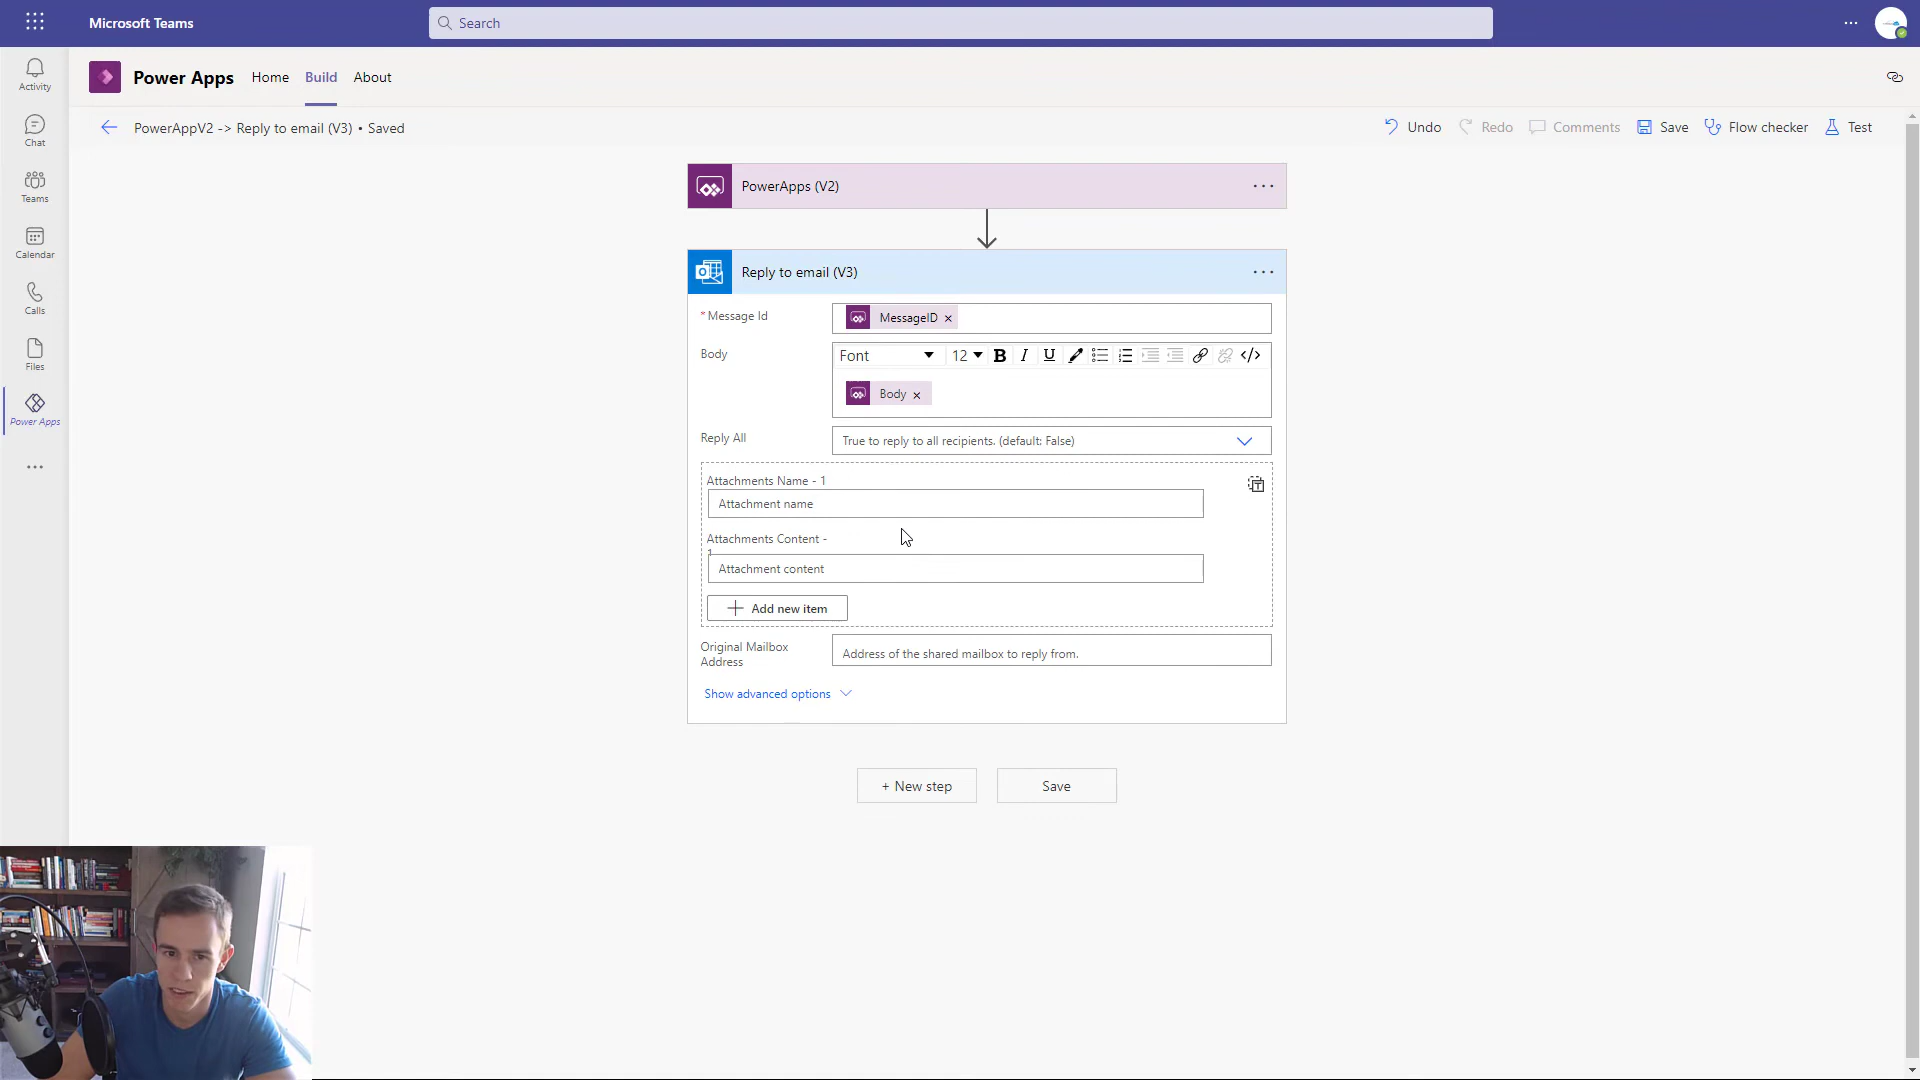 Microsoft Teams
Search
Activity
Chat
Teams
Calendar
Calls
Files
Power Apps
Power Apps
Home
Build
About
PowerAppV2 -> Reply to email (V3) • Saved
Undo
Redo
Comments
Save
Flow checker
Test
PowerApps (V2)
Reply to email (V3)
* Message Id
MessageID ×
Body
Font
12
B
I
U
</>
Body ×
Reply All
True to reply to all recipients. (default: False)
Attachments Name - 1
Attachment name
Attachments Content -
1
Attachment content
Add new item
Original Mailbox
Address
Address of the shared mailbox to reply from.
Show advanced options
+ New step
Save